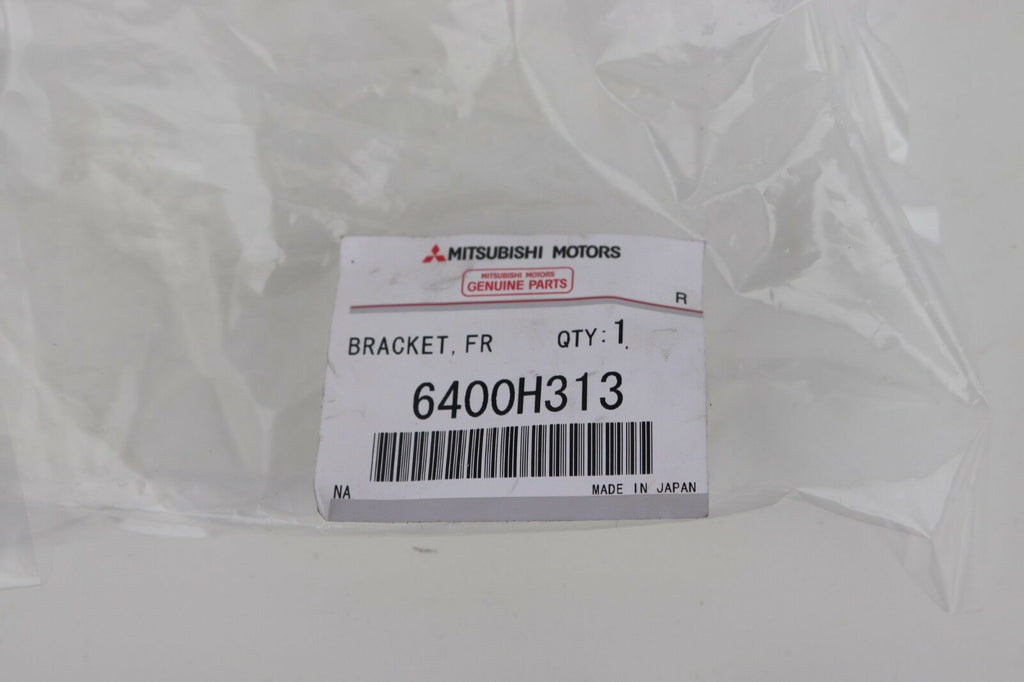 MITSUBISHI MOTORS
MITSUBISHI MOTORS
GENUINE PARTS
R
BRACKET, FR QTY: 1.
6400H313
NA MADE IN JAPAN